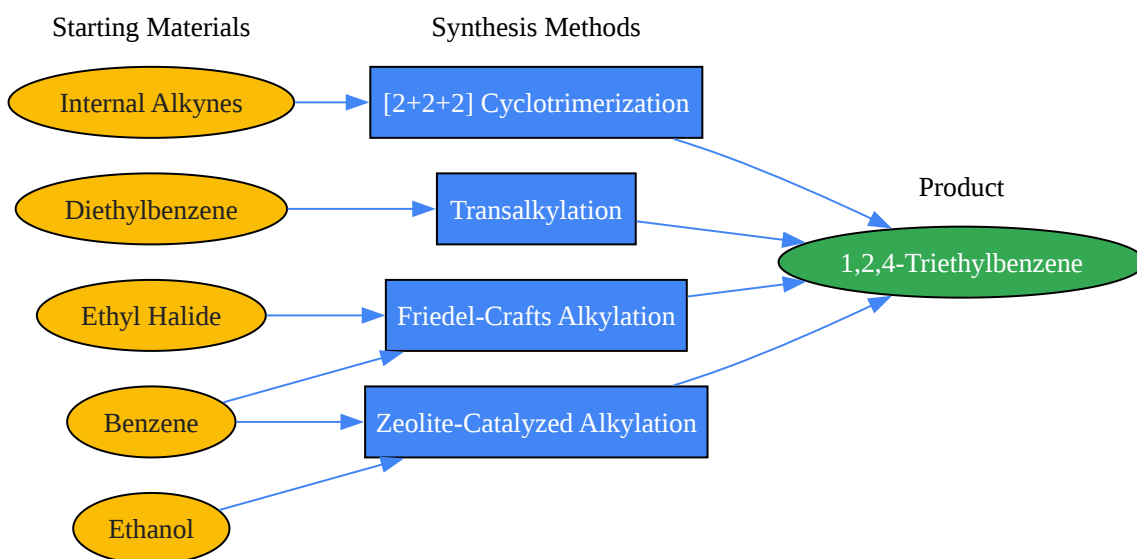 Starting Materials
Synthesis Methods
Internal Alkynes
[2+2+2] Cyclotrimerization
Diethylbenzene
Transalkylation
Product
1,2,4-Triethylbenzene
Ethyl Halide
Friedel-Crafts Alkylation
Benzene
Zeolite-Catalyzed Alkylation
Ethanol